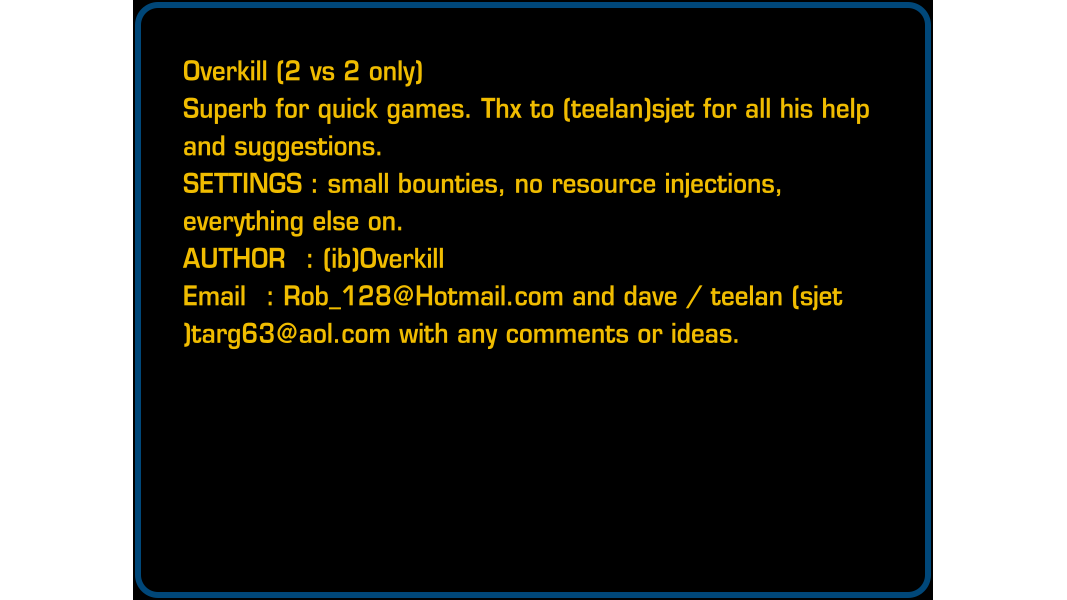 Overkill (2 vs 2 only)
Superb for quick games. Thx to (teelan)sjet for all his help
and suggestions.
SETTINGS : small bounties, no resource injections,
everything else on.
AUTHOR  : (ib)Overkill
Email  : Rob_128@Hotmail.com and dave / teelan (sjet
)targ63@aol.com with any comments or ideas.